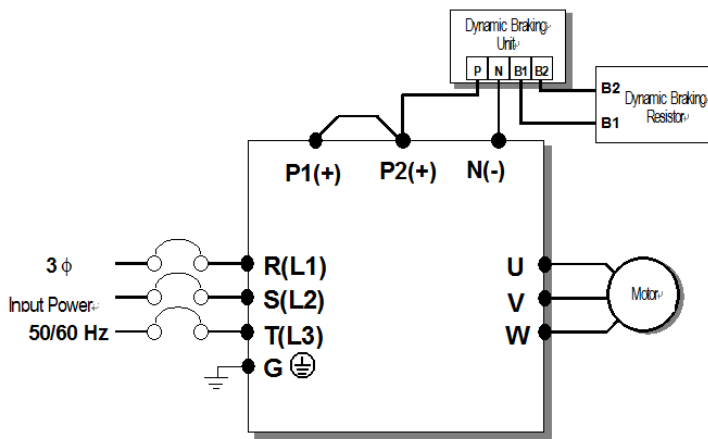 Dynamic Braking
Unit
P N B1 B2
B2
Dynamic Braking
B1
Resistor
P1(+) P2(+) N(-)
3 ϕ
R(L1)
U
Input Power
S(L2)
V
Motor
50/60 Hz
T(L3)
W
G